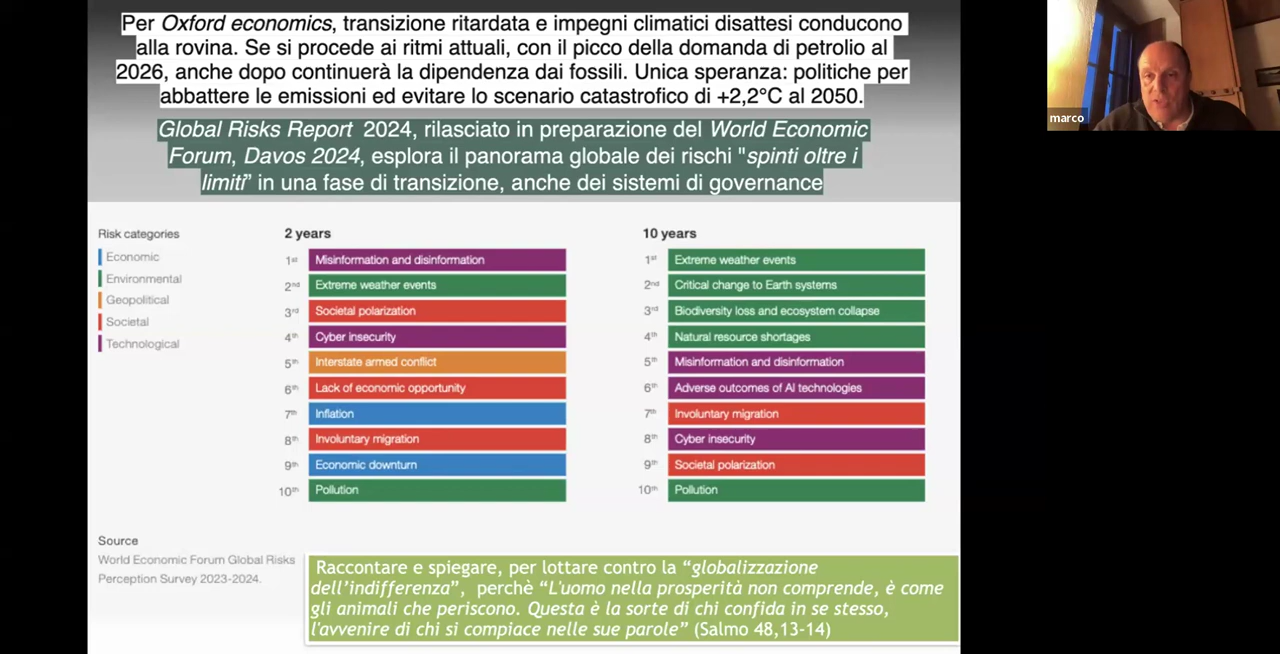 Per Oxford economics, transizione ritardata e impegni climatici disattesi conducono
alla rovina. Se si procede ai ritmi attuali, con il picco della domanda di petrolio al
2026, anche dopo continuerà la dipendenza dai fossili. Unica speranza: politiche per
abbattere le emissioni ed evitare lo scenario catastrofico di +2,2°C al 2050.
Global Risks Report 2024, rilasciato in preparazione del World Economic
Forum, Davos 2024, esplora il panorama globale dei rischi "spinti oltre i
limiti" in una fase di transizione, anche dei sistemi di governance
marco
Risk categories
Economic
Environmental
Geopolitical
Societal
Technological
2 years
1st Misinformation and disinformation
2nd Extreme weather events
3rd Societal polarization
4th Cyber insecurity
5th Interstate armed conflict
6th Lack of economic opportunity
7th Inflation
8th Involuntary migration
9th Economic downturn
10th Pollution
10 years
1st Extreme weather events
2nd Critical change to Earth systems
3rd Biodiversity loss and ecosystem collapse
4th Natural resource shortages
5th Misinformation and disinformation
6th Adverse outcomes of AI technologies
7th Involuntary migration
8th Cyber insecurity
9th Societal polarization
10th Pollution
Source
World Economic Forum Global Risks
Perception Survey 2023-2024.
Raccontare e spiegare, per lottare contro la “globalizzazione
dell’indifferenza”, perchè “L'uomo nella prosperità non comprende, è come
gli animali che periscono. Questa è la sorte di chi confida in se stesso,
l'avvenire di chi si compiace nelle sue parole” (Salmo 48,13-14)